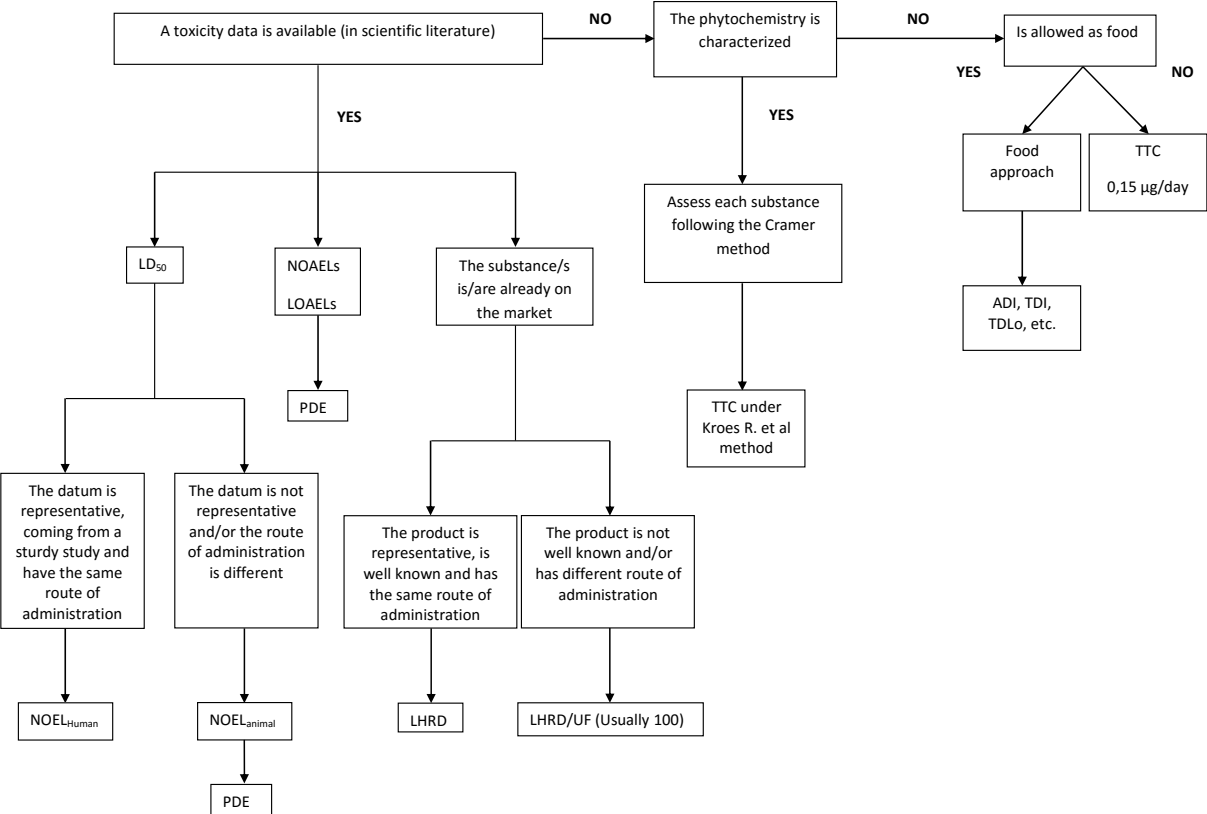 A toxicity data is available (in scientific literature)
NO
The phytochemistry is
characterized
NO
Is allowed as food
YES
NO
YES
YES
Food
approach
TTC
0,15 µg/day
Assess each substance
following the Cramer
method
LD50
NOAELs
LOAELs
The substance/s
is/are already on
the market
ADI, TDI,
TDLo, etc.
PDE
TTC under
Kroes R. et al
method
The datum is
representative,
coming from a
sturdy study and
have the same
route of
administration
The datum is not
representative
and/or the route
of administration
is different
The product is
representative, is
well known and has
the same route of
administration
The product is not
well known and/or
has different route of
administration
NOELHuman
NOELanimal
LHRD
LHRD/UF (Usually 100)
PDE